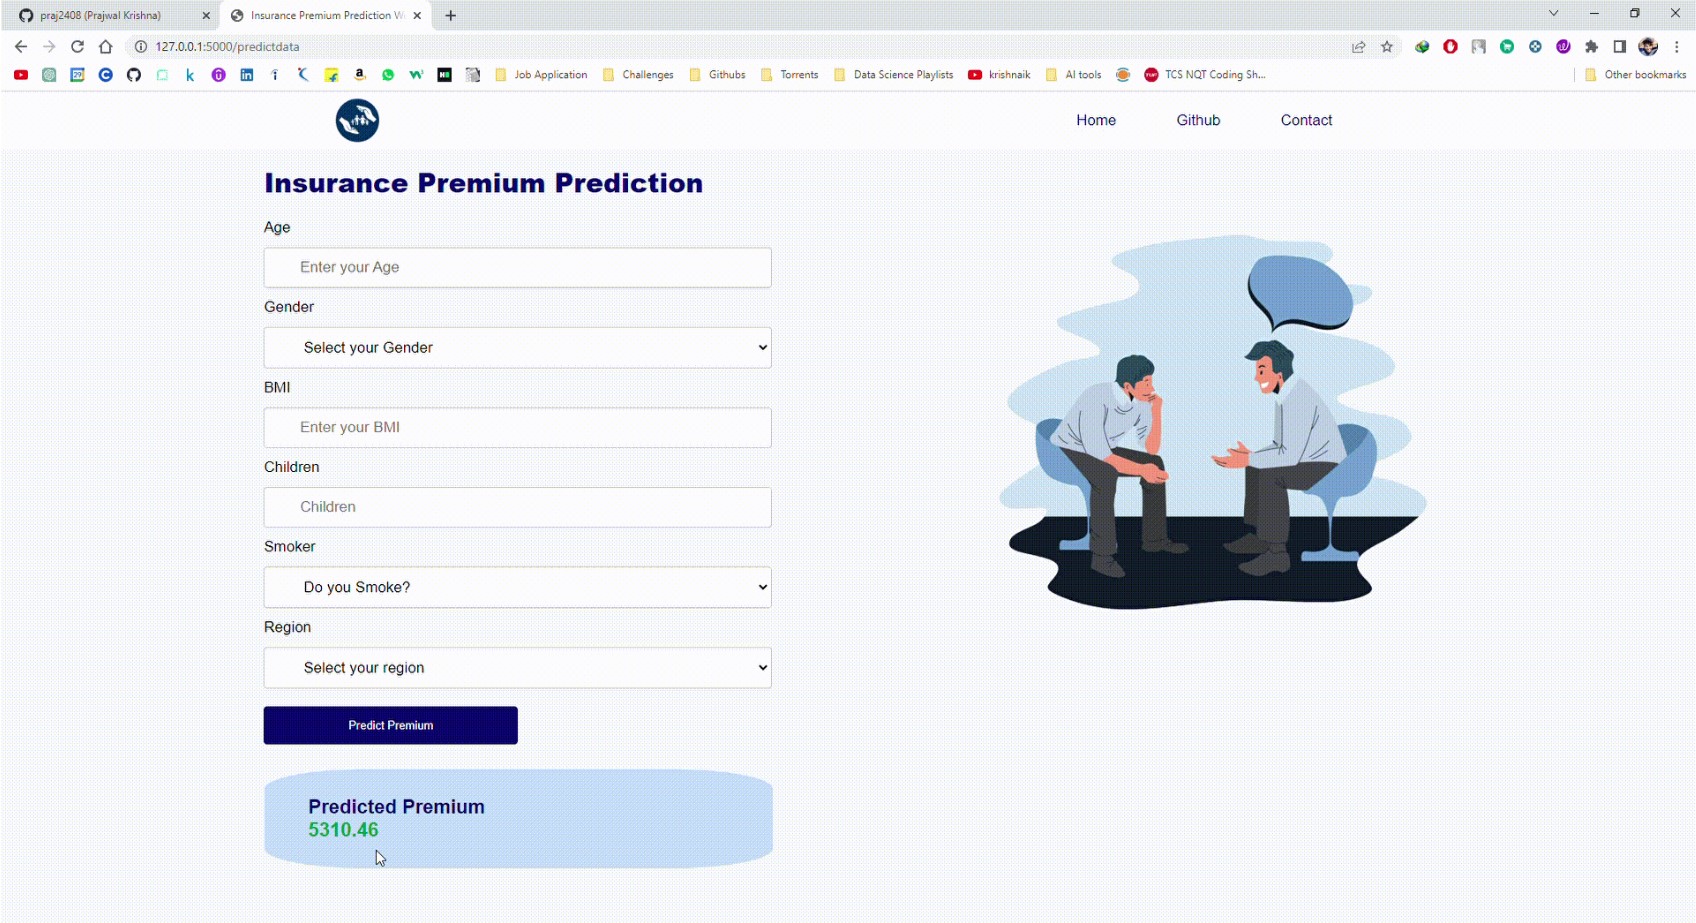 praj2408 (Prajwal Krishna)
Insurance Premium Prediction W
127.0.0.1:5000/predictdata
Job Application
Challenges
Githubs
Torrents
Data Science Playlists
krishnaik
AI tools
TCS NQT Coding Sh...
Other bookmarks
Home
Github
Contact
Insurance Premium Prediction
Age
Enter your Age
Gender
Select your Gender
BMI
Enter your BMI
Children
Children
Smoker
Do you Smoke?
Region
Select your region
Predict Premium
Predicted Premium
5310.46